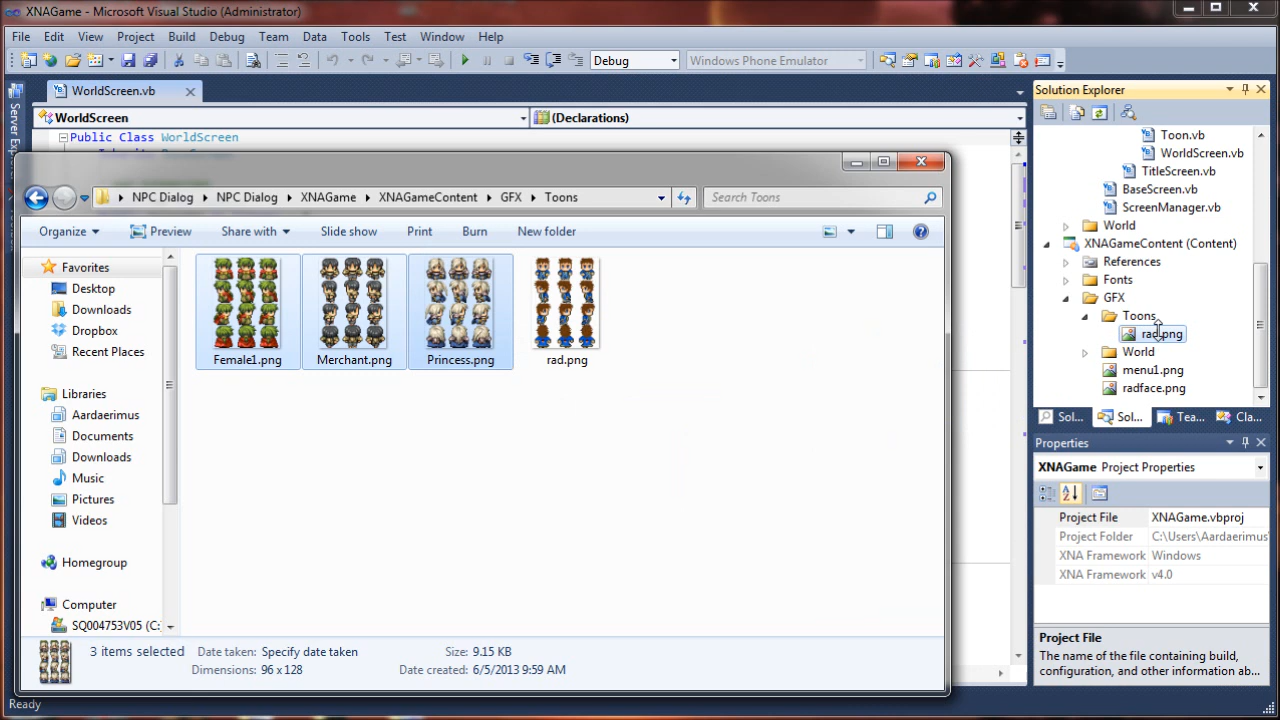 XNAGame - Microsoft Visual Studio (Administrator)
File Edit View Project Build Debug Team Data Tools Test Window Help
Debug Windows Phone Emulator
WorldScreen.vb
Solution Explorer
WorldScreen (Declarations)
Public Class WorldScreen
Server Explorer
Toon.vb
WorldScreen.vb
TitleScreen.vb
BaseScreen.vb
ScreenManager.vb
World
XNAGameContent (Content)
References
Fonts
GFX
Toons
rad.png
World
menu1.png
radface.png
Sol... Sol... Tea... Cla...
NPC Dialog NPC Dialog XNAGame XNAGameContent GFX Toons
Search Toons
Organize Preview Share with Slide show Print Burn New folder
Favorites
Desktop
Downloads
Dropbox
Recent Places
Libraries
Aardaerimus
Documents
Downloads
Music
Pictures
Videos
Homegroup
Computer
SQ004753V05 (C:)
Female1.png Merchant.png Princess.png rad.png
3 items selected Date taken: Specify date taken Size: 9.15 KB
Dimensions: 96 x 128 Date created: 6/5/2013 9:59 AM
Properties
XNAGame Project Properties
Project File XNAGame.vbproj
Project Folder C:\Users\Aardaerimus\
XNA Framework Windows
XNA Framework v4.0
Project File
The name of the file containing build,
configuration, and other information ab...
Ready